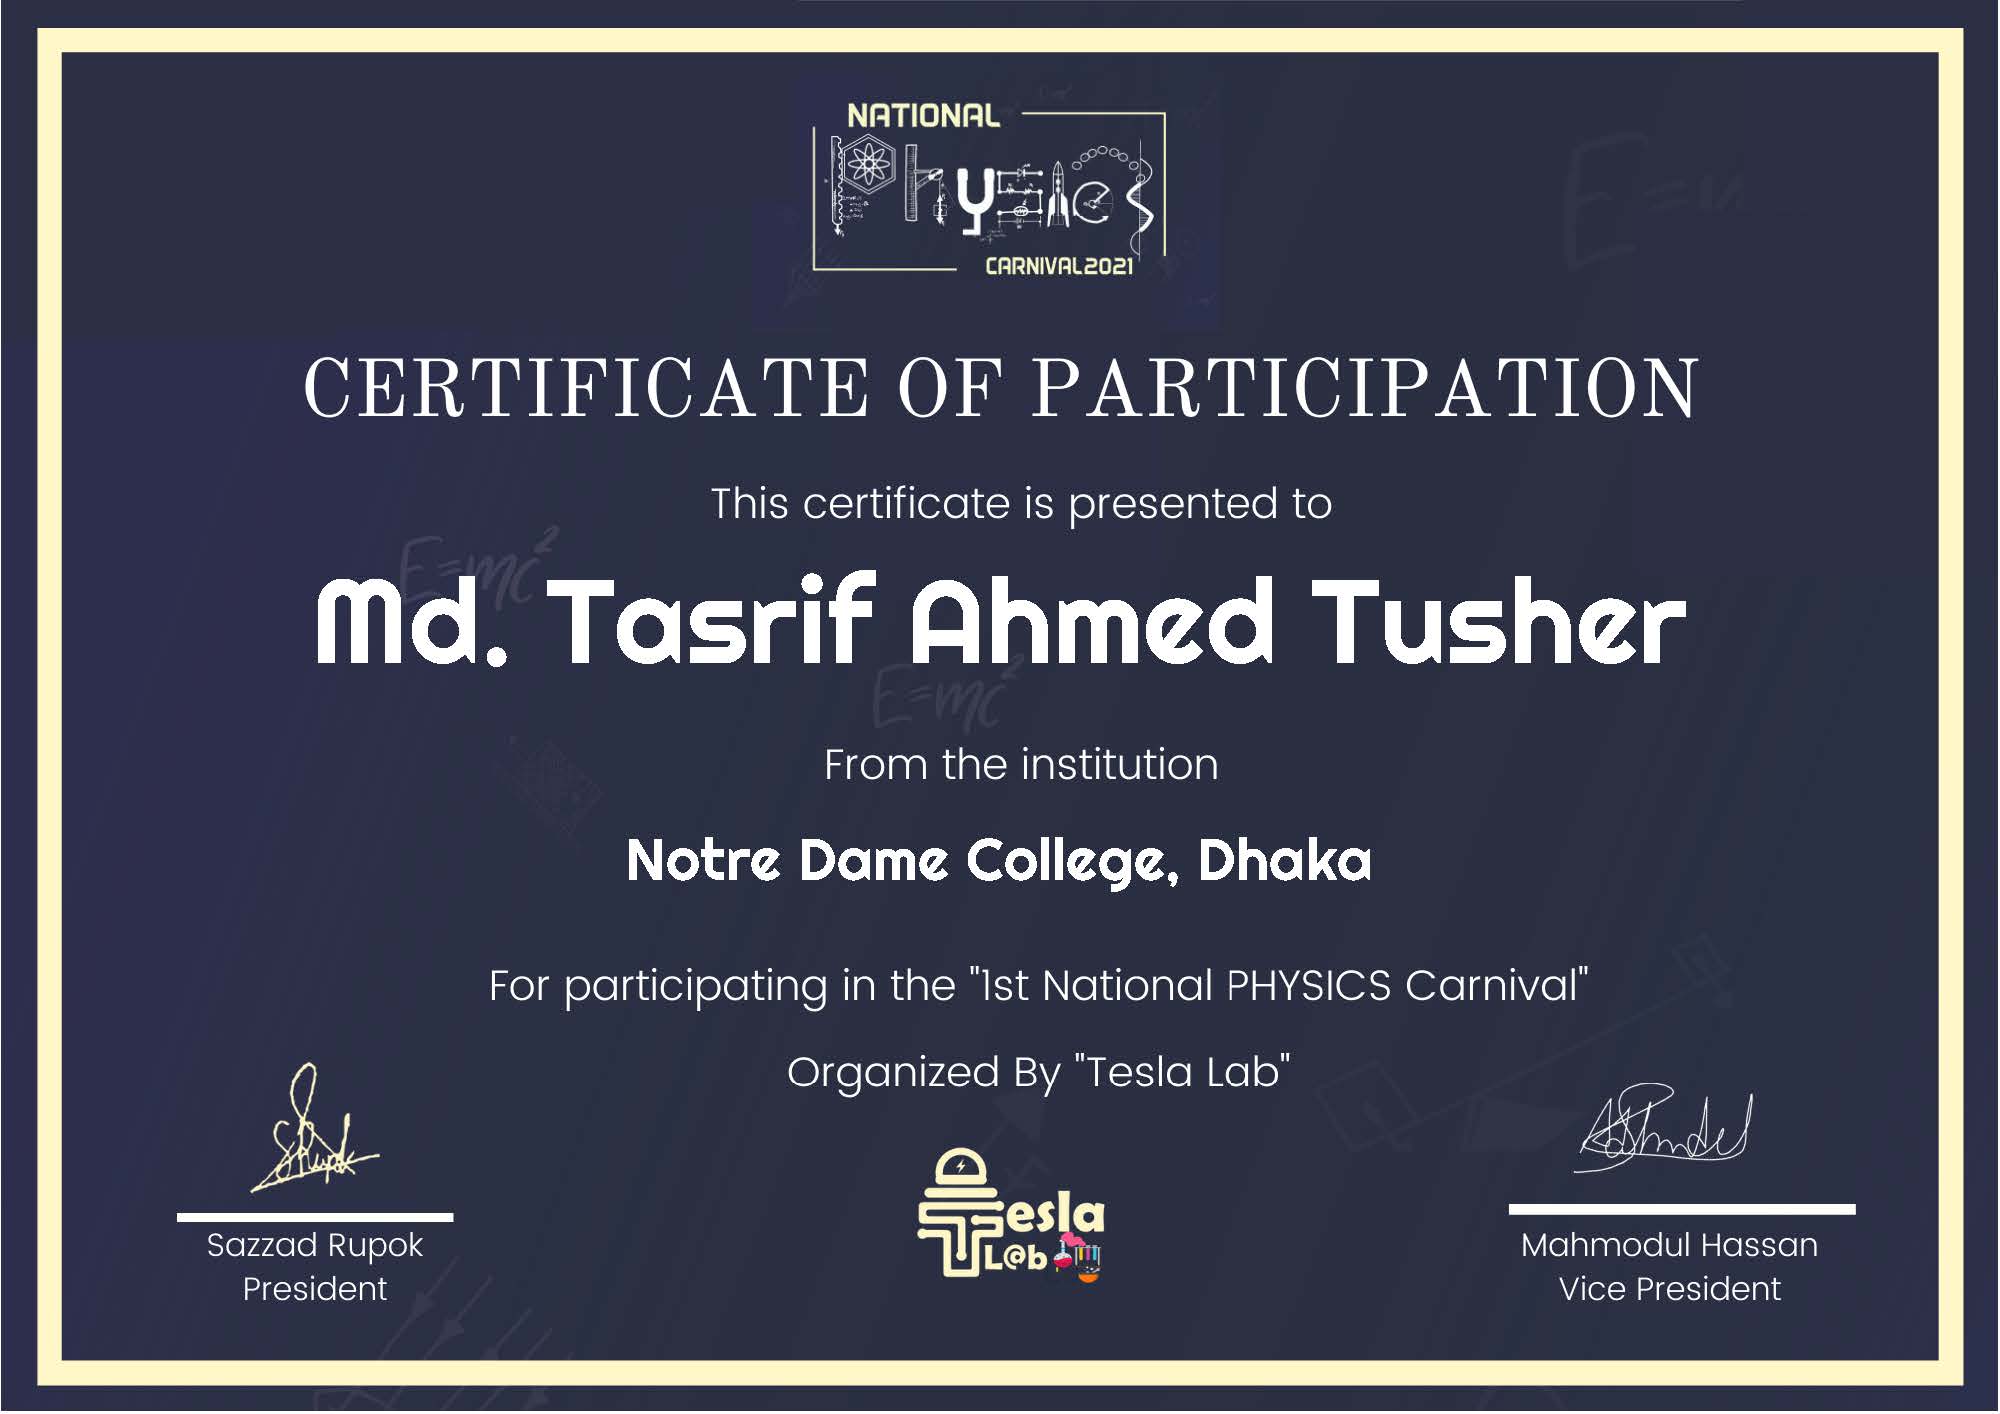 NATIONAL
Physics
CARNIVAL2021
E=m
CERTIFICATE OF PARTICIPATION
This certificate is presented to
E=mc²
Md. Tasrif Ahmed Tusher
E=mc²
From the institution
Notre Dame College, Dhaka
For participating in the "1st National PHYSICS Carnival"
Organized By "Tesla Lab"
Tesla
L@b
Sazzad Rupok
President
Mahmodul Hassan
Vice President